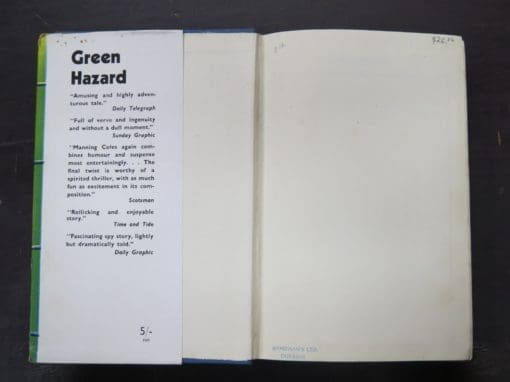 Green
Hazard
"Amusing and highly adven-
turous tale."
Daily Telegraph
"Full of verve and ingenuity
and without a dull moment."
Sunday Graphic
"Manning Coles again com-
bines humour and suspense
most entertainingly. . . The
final twist is worthy of a
spirited thriller, with as much
fun as excitement in its com-
position."
Scotsman
"Rollicking and enjoyable
story."
Time and Tide
"Fascinating spy story, lightly
but dramatically told."
Daily Graphic
5/-
net